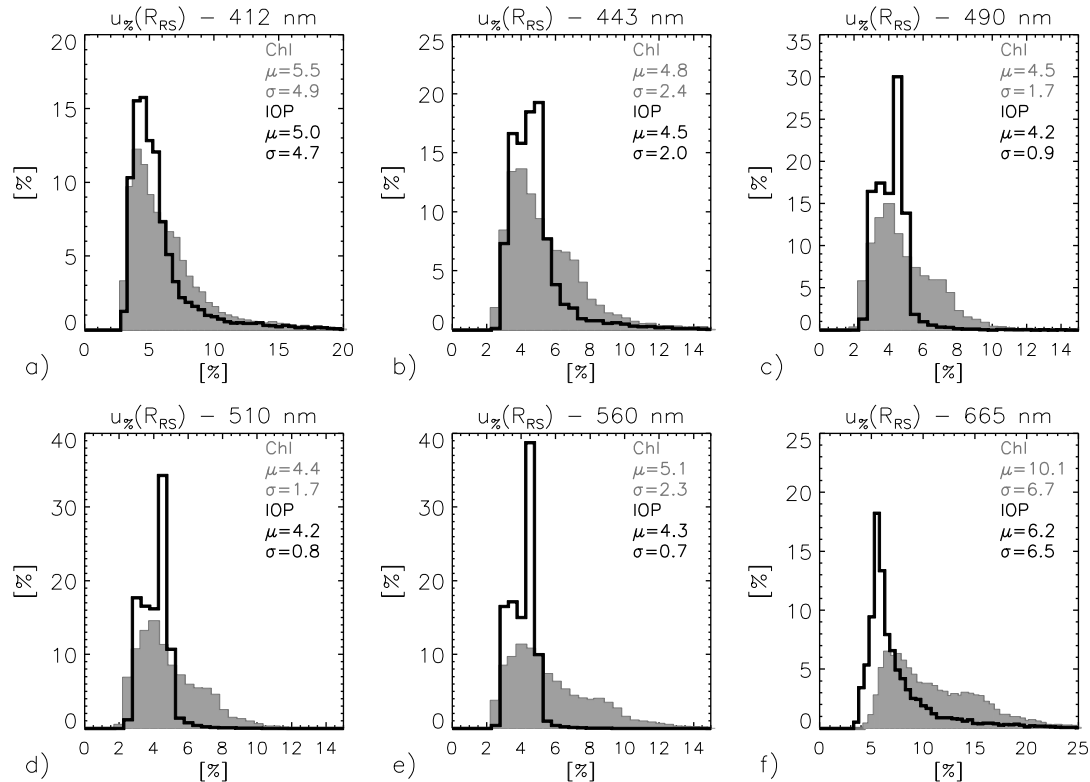 u%(RRS) − 412 nm
20
15
10
5
0
[%]
0 5 10 15 20
[%]
Chl
μ=5.5
σ=4.9
IOP
μ=5.0
σ=4.7
a)
u%(RRS) − 443 nm
25
20
15
10
5
0
[%]
0 2 4 6 8 10 12 14
[%]
Chl
μ=4.8
σ=2.4
IOP
μ=4.5
σ=2.0
b)
u%(RRS) − 490 nm
35
30
25
20
15
10
5
0
[%]
0 2 4 6 8 10 12 14
[%]
Chl
μ=4.5
σ=1.7
IOP
μ=4.2
σ=0.9
c)
u%(RRS) − 510 nm
40
30
20
10
0
[%]
0 2 4 6 8 10 12 14
[%]
Chl
μ=4.4
σ=1.7
IOP
μ=4.2
σ=0.8
d)
u%(RRS) − 560 nm
40
30
20
10
0
[%]
0 2 4 6 8 10 12 14
[%]
Chl
μ=5.1
σ=2.3
IOP
μ=4.3
σ=0.7
e)
u%(RRS) − 665 nm
25
20
15
10
5
0
[%]
0 5 10 15 20 25
[%]
Chl
μ=10.1
σ=6.7
IOP
μ=6.2
σ=6.5
f)